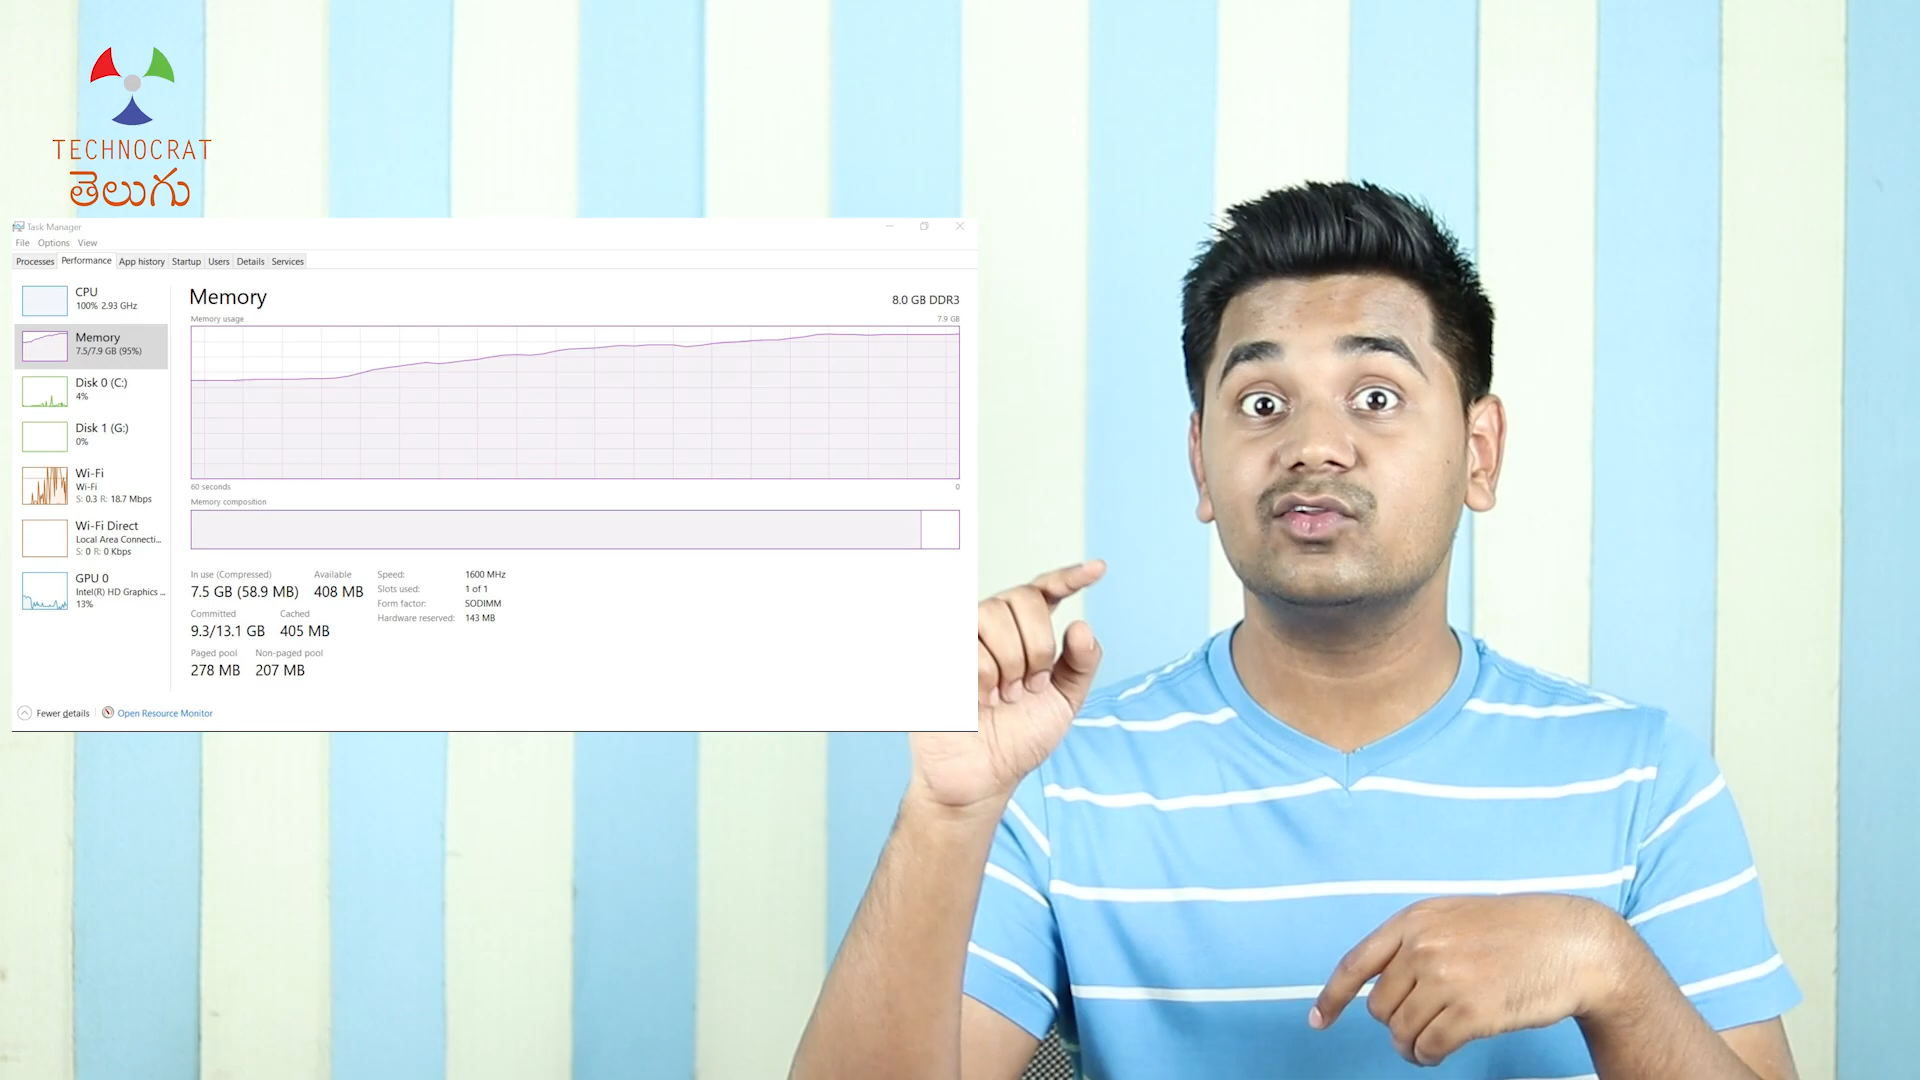 TECHNOCRAT
తెలుగు
Task Manager
File Options View
Processes Performance App history Startup Users Details Services
CPU
100% 2.93 GHz
Memory
7.5/7.9 GB (95%)
Disk 0 (C:)
4%
Disk 1 (G:)
0%
Wi-Fi
Wi-Fi
S: 0.3 R: 18.7 Mbps
Wi-Fi Direct
Local Area Connecti...
S: 0 R: 0 Kbps
GPU 0
Intel(R) HD Graphics ...
13%
Memory 8.0 GB DDR3
Memory usage 7.9 GB
60 seconds 0
Memory composition
In use (Compressed) Available
7.5 GB (58.9 MB) 408 MB
Committed Cached
9.3/13.1 GB 405 MB
Paged pool Non-paged pool
278 MB 207 MB
Speed: 1600 MHz
Slots used: 1 of 1
Form factor: SODIMM
Hardware reserved: 143 MB
Fewer details Open Resource Monitor